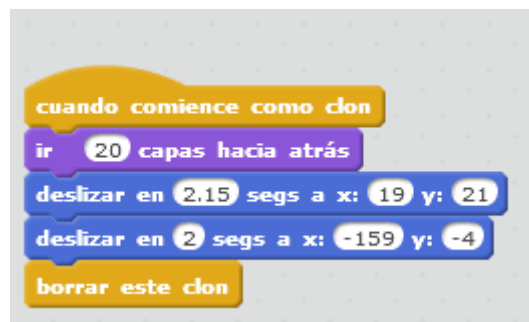 cuando comience como clon
ir 20 capas hacia atrás
deslizar en 2.15 segs a x: 19 y: 21
deslizar en 2 segs a x: -159 y: -4
borrar este clon